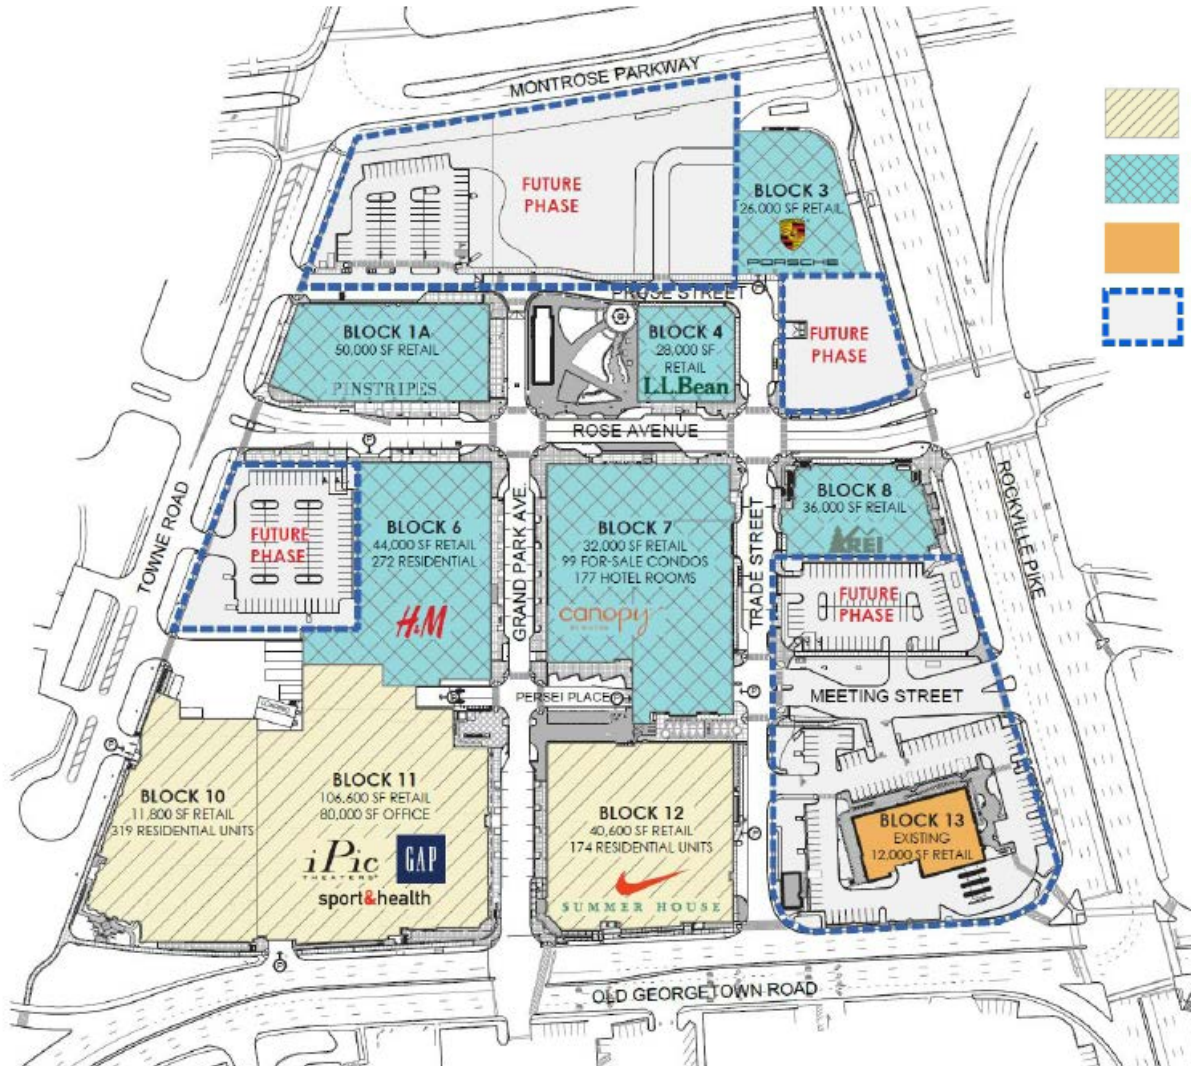 MONTROSE PARKWAY
FUTURE
PHASE
BLOCK 3
26,000 SF RETAIL
PORSCHE
PROSE STREET
BLOCK 1A
50,000 SF RETAIL
PINSTRIPES
BLOCK 4
28,000 SF
RETAIL
L.L.Bean
FUTURE
PHASE
ROSE AVENUE
TOWNE ROAD
FUTURE
PHASE
BLOCK 6
44,000 SF RETAIL
272 RESIDENTIAL
H&M
GRAND PARK AVE.
BLOCK 7
32,000 SF RETAIL
99 FOR-SALE CONDOS
177 HOTEL ROOMS
canopy
TRADE STREET
BLOCK 8
36,000 SF RETAIL
REI
ROCKVILLE PIKE
FUTURE
PHASE
PERSEI PLACE
MEETING STREET
BLOCK 10
11,800 SF RETAIL
319 RESIDENTIAL UNITS
BLOCK 11
106,600 SF RETAIL
80,000 SF OFFICE
iPic
THEATERS
GAP
sport&health
BLOCK 12
40,600 SF RETAIL
174 RESIDENTIAL UNITS
SUMMER HOUSE
BLOCK 13
EXISTING
12,000 SF RETAIL
OLD GEORGETOWN ROAD